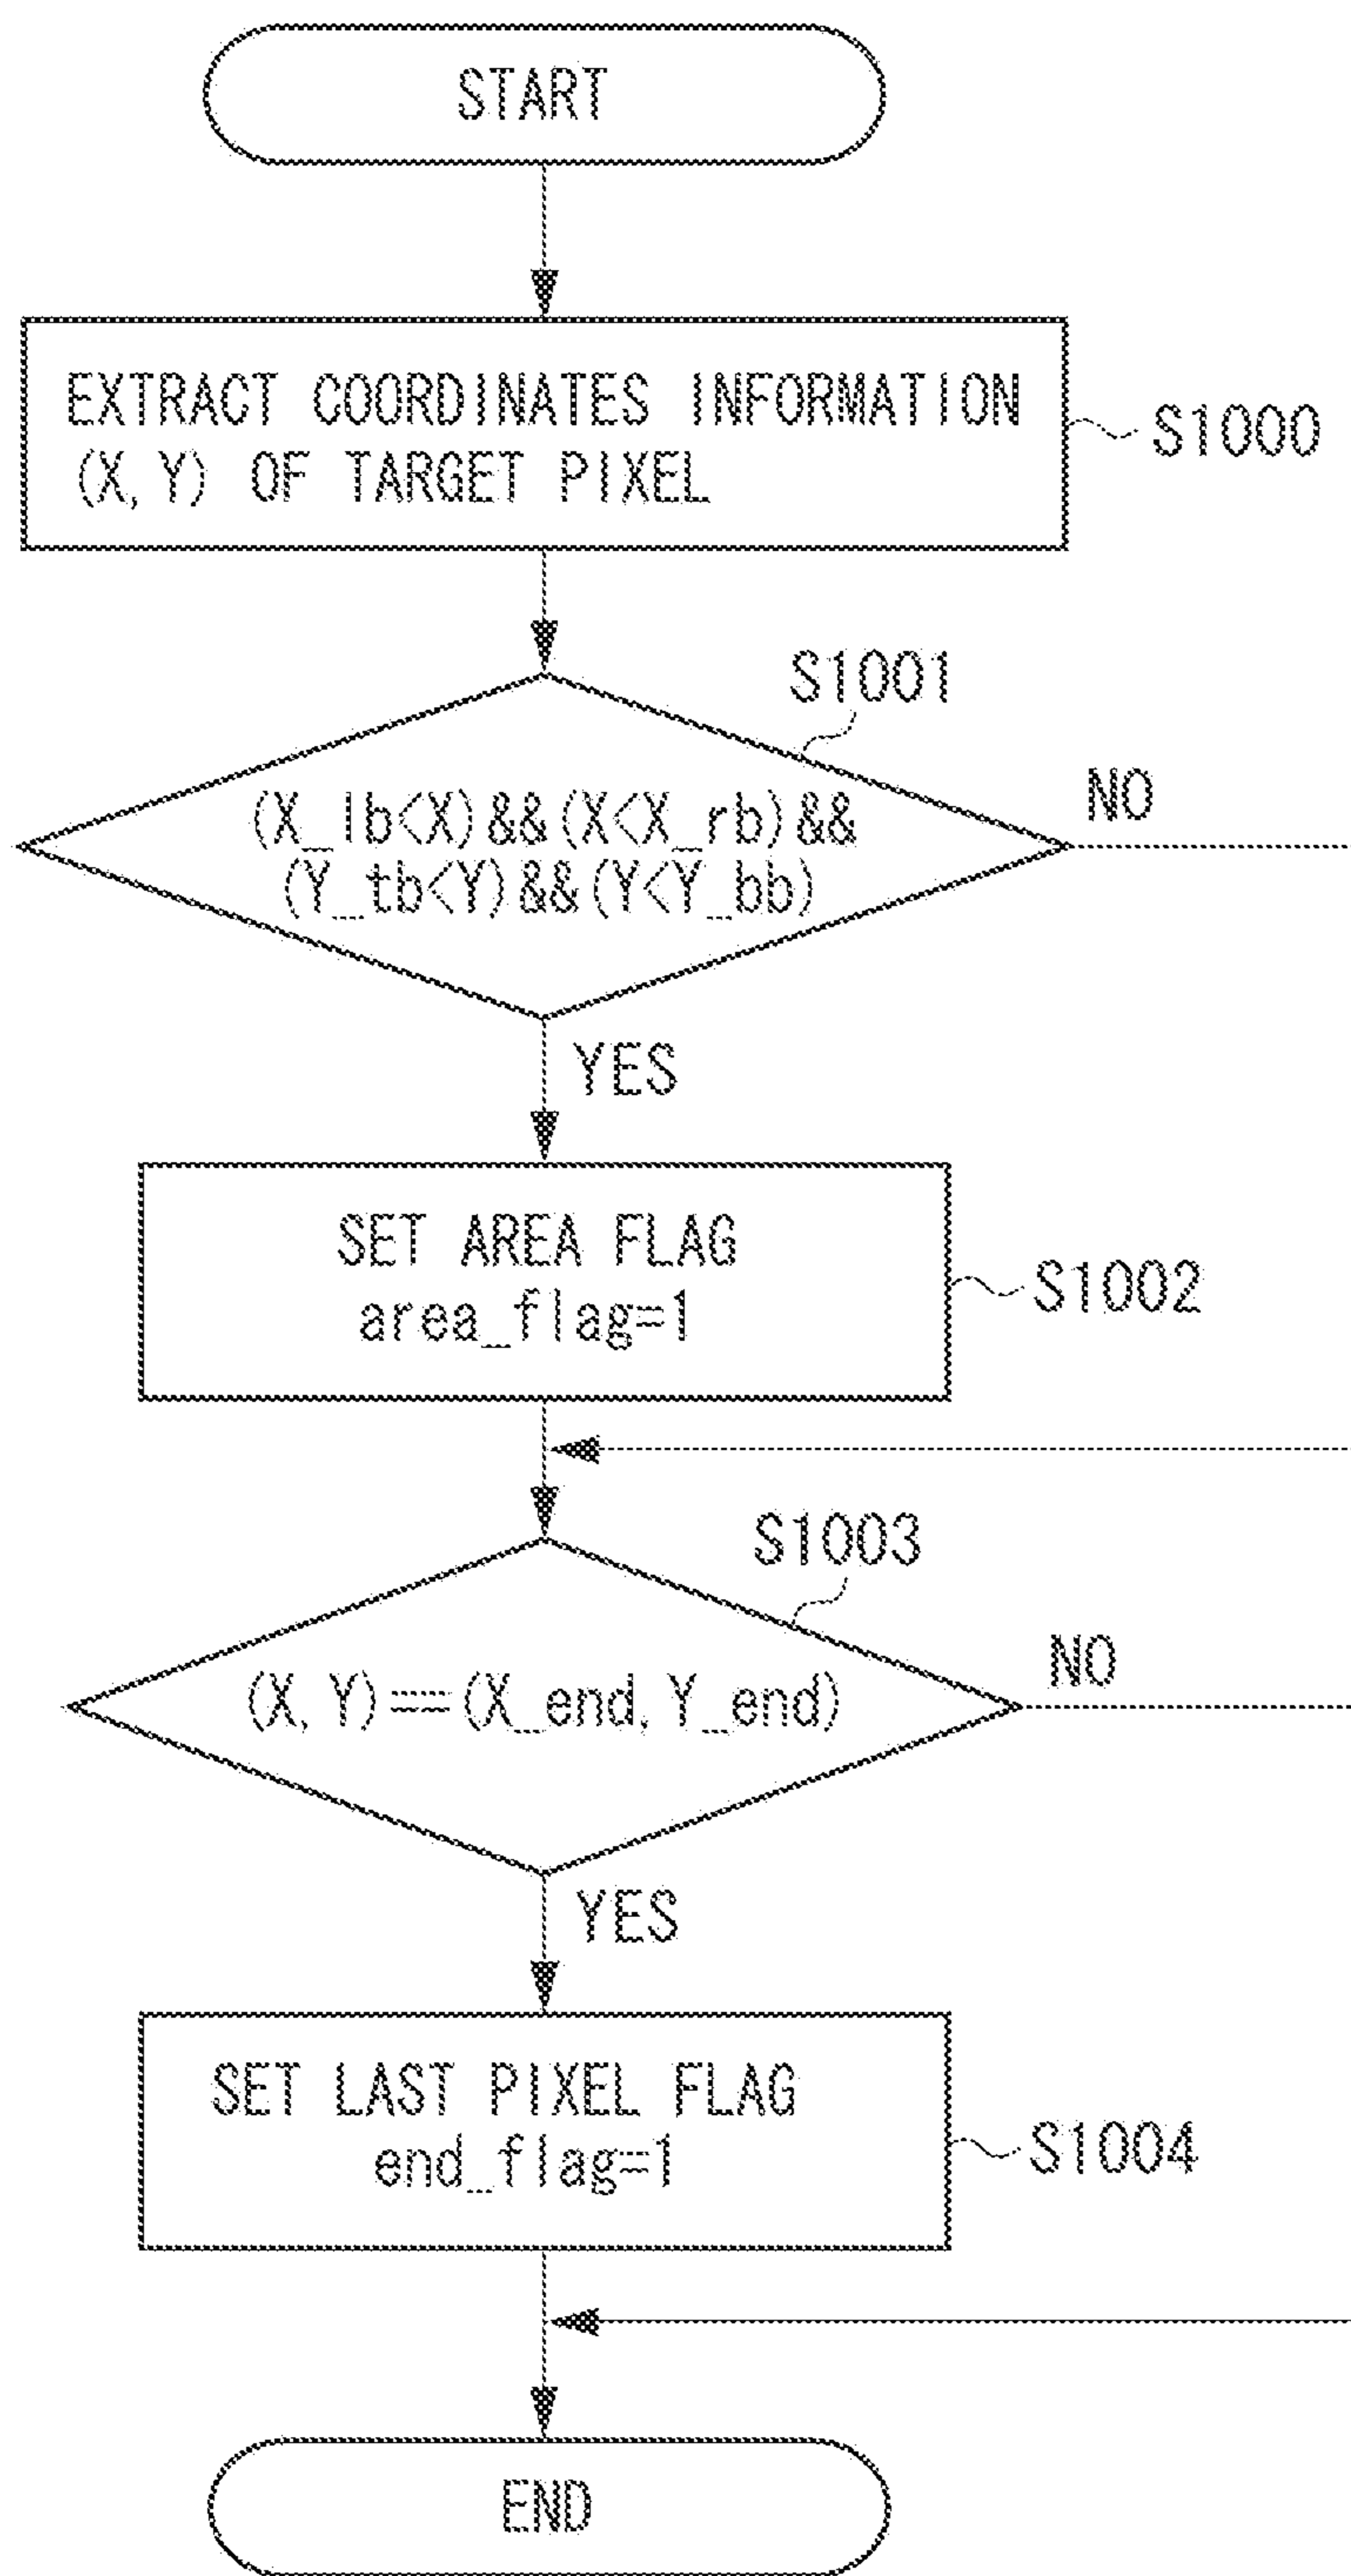 START
EXTRACT COORDINATES INFORMATION
(X, Y) OF TARGET PIXEL
S1000
S1001
(X_lb<X)&&(X<X_rb)&&
(Y_tb<Y)&&(Y<Y_bb)
NO
YES
SET AREA FLAG
area_flag=1
S1002
S1003
(X, Y)==(X_end, Y_end)
NO
YES
SET LAST PIXEL FLAG
end_flag=1
S1004
END